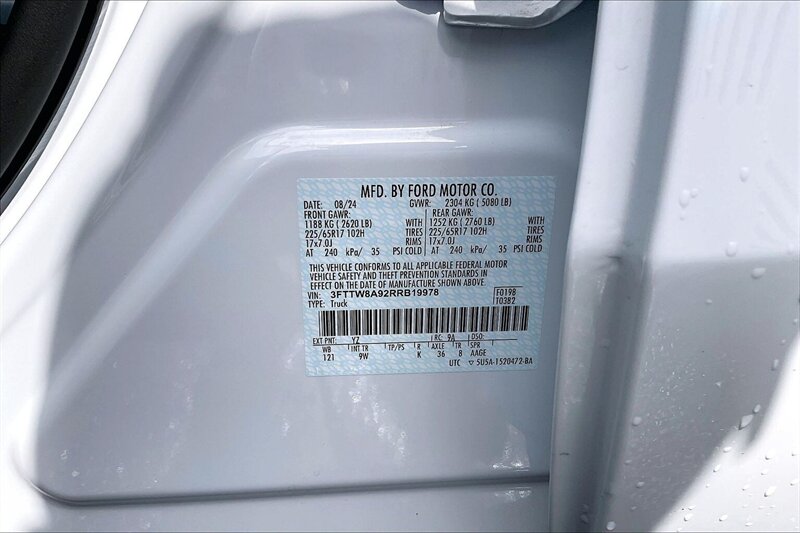 MFD. BY FORD MOTOR CO.
DATE: 08/24 GVWR: 2304 KG ( 5080 LB)
FRONT GAWR: REAR GAWR:
1188 KG ( 2620 LB) WITH 1252 KG ( 2760 LB) WITH
225/65R17 102H TIRES 225/65R17 102H TIRES
17x7.0J RIMS 17x7.0J RIMS
AT 240 kPa/ 35 PSI COLD AT 240 kPa/ 35 PSI COLD
THIS VEHICLE CONFORMS TO ALL APPLICABLE FEDERAL MOTOR
VEHICLE SAFETY AND THEFT PREVENTION STANDARDS IN
EFFECT ON THE DATE OF MANUFACTURE SHOWN ABOVE.
VIN: 3FTTW8A92RRB19978 F0198
TYPE: Truck T03B2
EXT PNT: YZ RC: 9A DSO:
WB INT TR TP/PS R AXLE TR SPR
121 9W K 36 8 AAGE
UTC ▽ 5U5A-1520472-BA